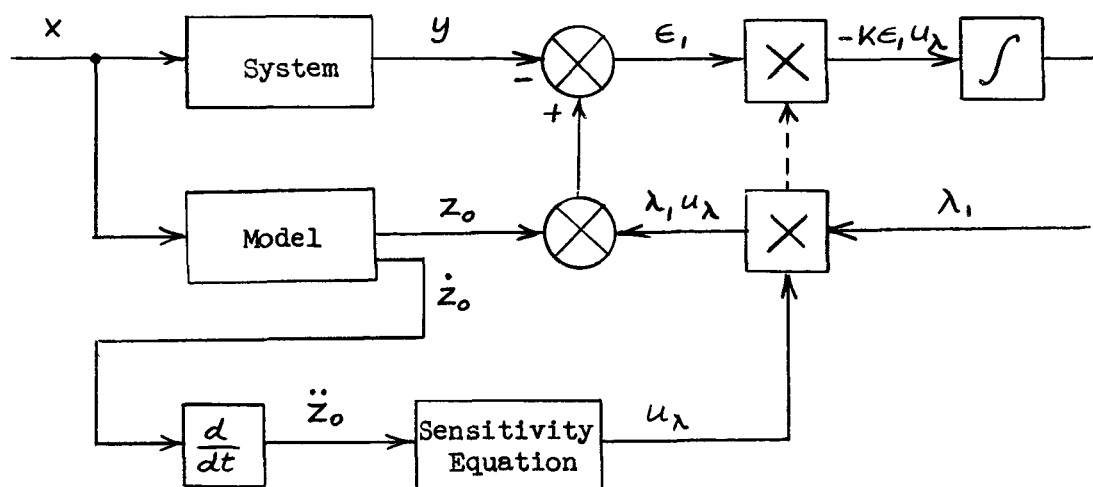 x
System
y
-
+
ϵ₁
×
-Kϵ₁u_λ
∫
Model
z₀
ż₀
λ₁u_λ
×
λ₁
d/dt
z̈₀
Sensitivity
Equation
u_λ